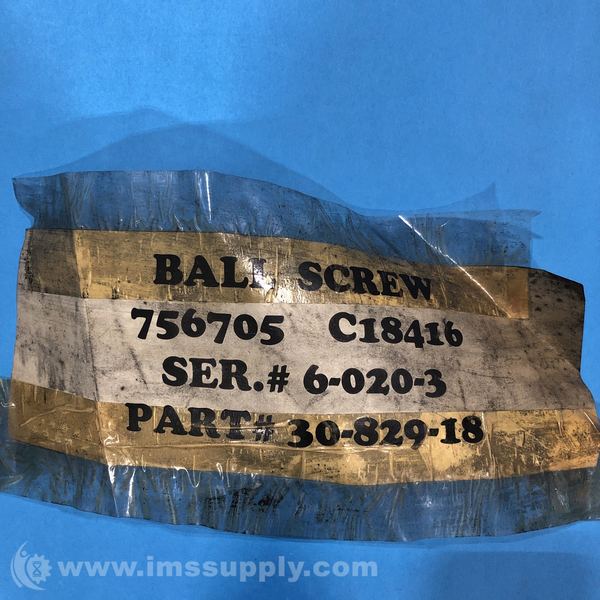 BALL SCREW
756705 C18416
SER.# 6-020-3
PART# 30-829-18
www.imssupply.com